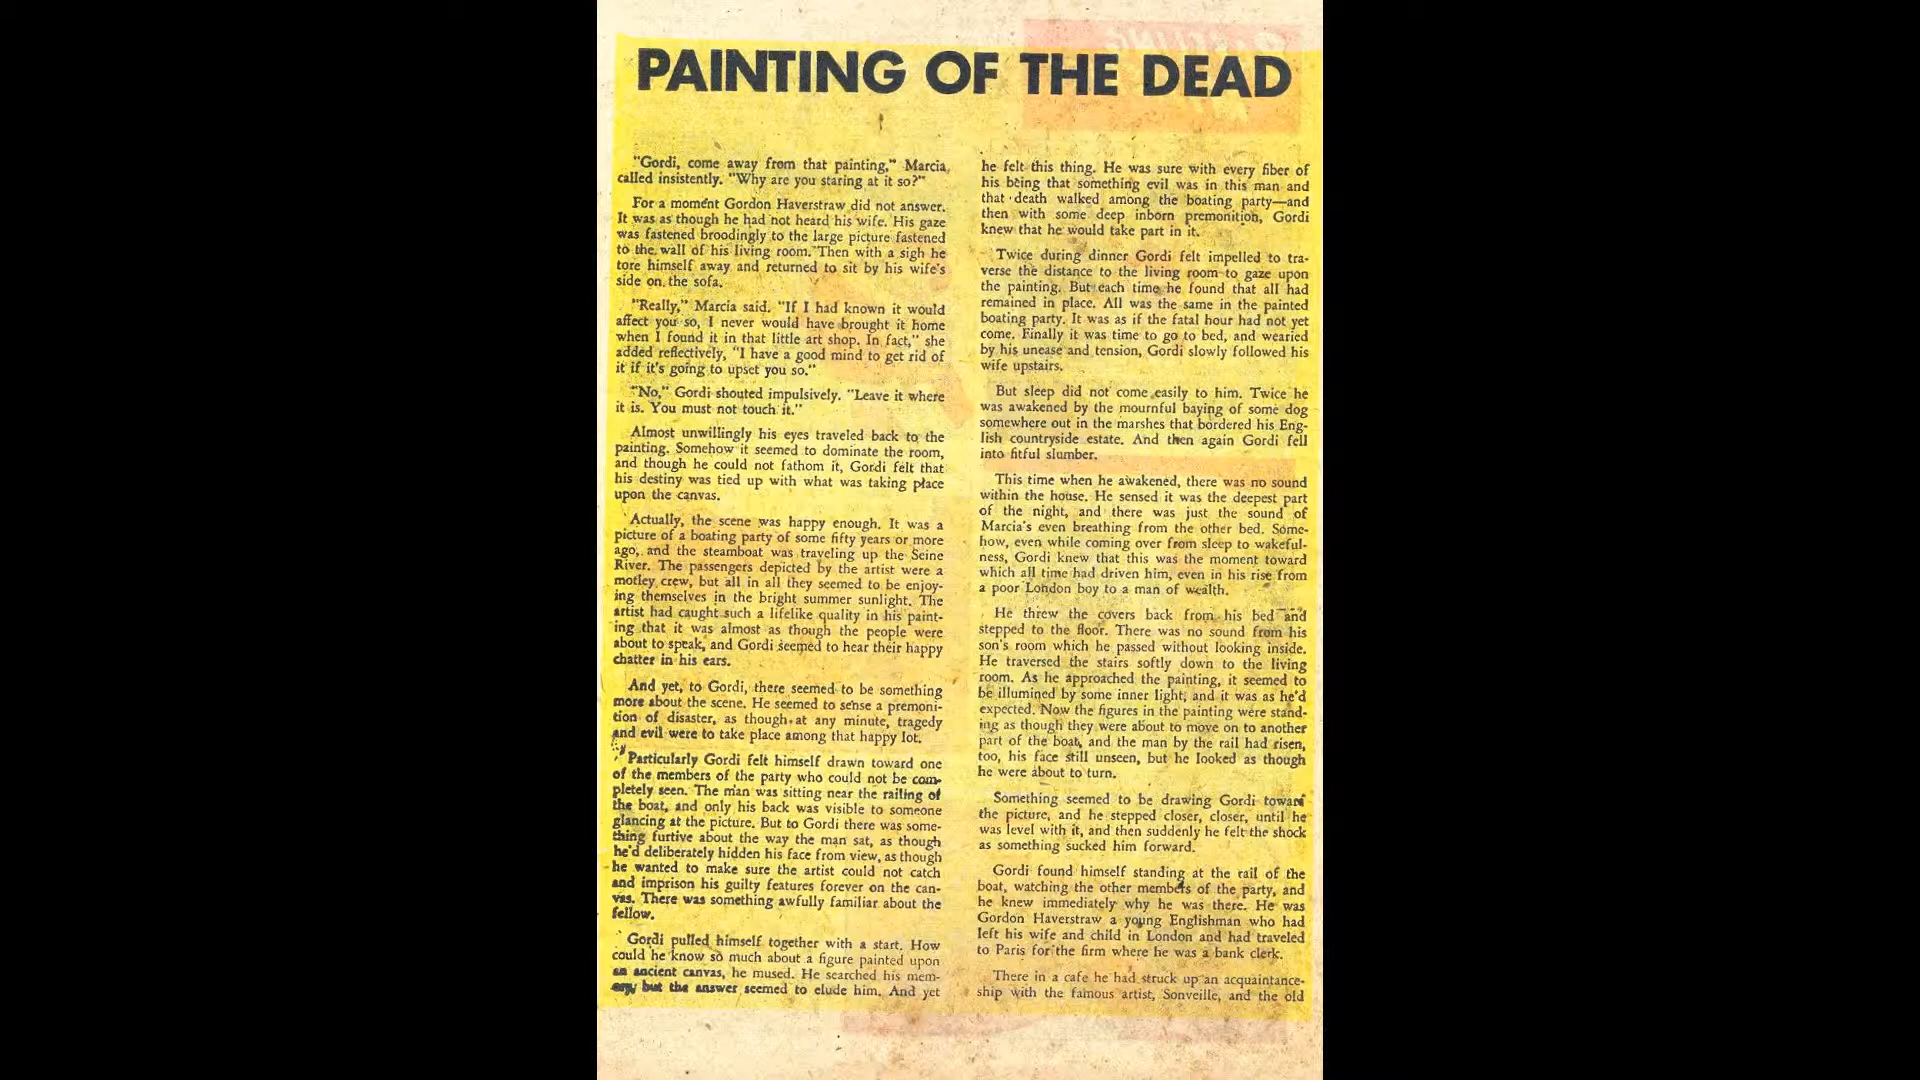 PAINTING OF THE DEAD
"Gordi, come away from that painting," Marcia
called insistently. "Why are you staring at it so?"
For a moment Gordon Haverstraw did not answer.
It was as though he had not heard his wife. His gaze
was fastened broodingly to the large picture fastened
to the wall of his living room. Then with a sigh he
tore himself away and returned to sit by his wife's
side on the sofa.
"Really," Marcia said. "If I had known it would
affect you so, I never would have brought it home
when I found it in that little art shop. In fact," she
added reflectively, "I have a good mind to get rid of
it if it's going to upset you so."
"No," Gordi shouted impulsively. "Leave it where
it is. You must not touch it."
Almost unwillingly his eyes traveled back to the
painting. Somehow it seemed to dominate the room,
and though he could not fathom it, Gordi felt that
his destiny was tied up with what was taking place
upon the canvas.
Actually, the scene was happy enough. It was a
picture of a boating party of some fifty years or more
ago, and the steamboat was traveling up the Seine
River. The passengers depicted by the artist were a
motley crew, but all in all they seemed to be enjoy-
ing themselves in the bright summer sunlight. The
artist had caught such a lifelike quality in his paint-
ing that it was almost as though the people were
about to speak, and Gordi seemed to hear their happy
chatter in his ears.
And yet, to Gordi, there seemed to be something
more about the scene. He seemed to sense a premoni-
tion of disaster, as though at any minute, tragedy
and evil were to take place among that happy lot.
Particularly Gordi felt himself drawn toward one
of the members of the party who could not be com-
pletely seen. The man was sitting near the railing of
the boat, and only his back was visible to someone
glancing at the picture. But to Gordi there was some-
thing furtive about the way the man sat, as though
he'd deliberately hidden his face from view, as though
he wanted to make sure the artist could not catch
and imprison his guilty features forever on the can-
vas. There was something awfully familiar about the
fellow.
Gordi pulled himself together with a start. How
could he know so much about a figure painted upon
an ancient canvas, he mused. He searched his mem-
ory but the answer seemed to elude him. And yet
he felt this thing. He was sure with every fiber of
his being that something evil was in this man and
that death walked among the boating party—and
then with some deep inborn premonition, Gordi
knew that he would take part in it.
Twice during dinner Gordi felt impelled to tra-
verse the distance to the living room to gaze upon
the painting. But each time he found that all had
remained in place. All was the same in the painted
boating party. It was as if the fatal hour had not yet
come. Finally it was time to go to bed, and wearied
by his unease and tension, Gordi slowly followed his
wife upstairs.
But sleep did not come easily to him. Twice he
was awakened by the mournful baying of some dog
somewhere out in the marshes that bordered his Eng-
lish countryside estate. And then again Gordi fell
into fitful slumber.
This time when he awakened, there was no sound
within the house. He sensed it was the deepest part
of the night, and there was just the sound of
Marcia's even breathing from the other bed. Some-
how, even while coming over from sleep to wakeful-
ness, Gordi knew that this was the moment toward
which all time had driven him, even in his rise from
a poor London boy to a man of wealth.
He threw the covers back from his bed and
stepped to the floor. There was no sound from his
son's room which he passed without looking inside.
He traversed the stairs softly down to the living
room. As he approached the painting, it seemed to
be illumined by some inner light, and it was as he'd
expected. Now the figures in the painting were stand-
ing as though they were about to move on to another
part of the boat, and the man by the rail had risen,
too, his face still unseen, but he looked as though
he were about to turn.
Something seemed to be drawing Gordi toward
the picture, and he stepped closer, closer, until he
was level with it, and then suddenly he felt the shock
as something sucked him forward.
Gordi found himself standing at the rail of the
boat, watching the other members of the party, and
he knew immediately why he was there. He was
Gordon Haverstraw a young Englishman who had
left his wife and child in London and had traveled
to Paris for the firm where he was a bank clerk.
There in a cafe he had struck up an acquaintance-
ship with the famous artist, Sonveille, and the old